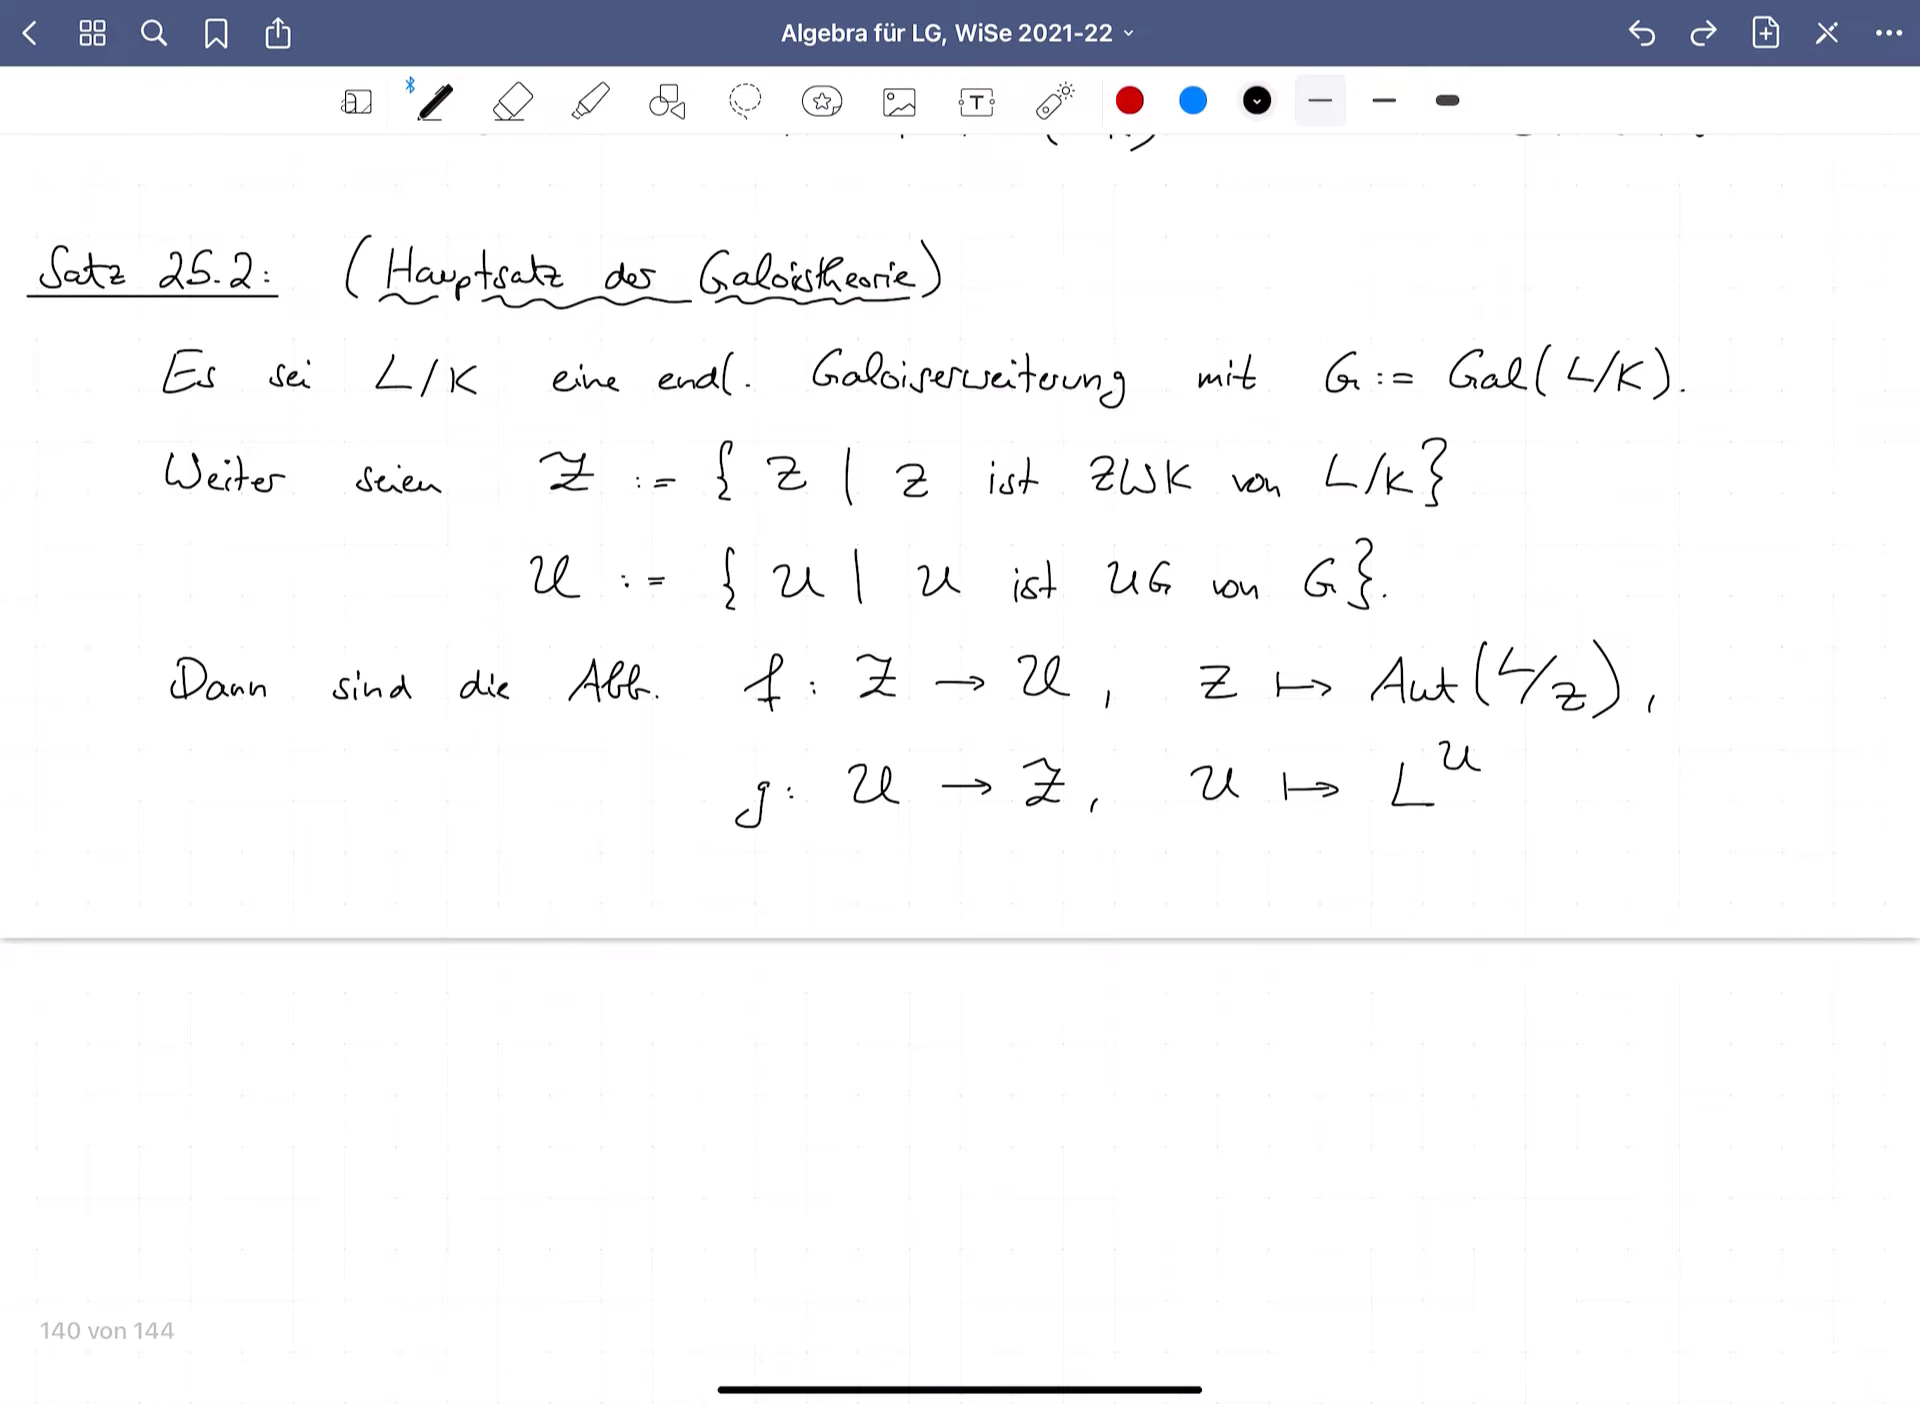 Algebra für LG, WiSe 2021-22
Satz 25.2: (Hauptsatz der Galoistheorie)
Es sei L/K eine endl. Galoiserweiterung mit G := Gal(L/K).
Weiter seien 𝒵 := { Z | Z ist ZWK von L/K }
𝒰 := { U | U ist UG von G }.
Dann sind die Abb. f: 𝒵 → 𝒰, Z ↦ Aut(L/Z),
g: 𝒰 → 𝒵, U ↦ L^U
140 von 144